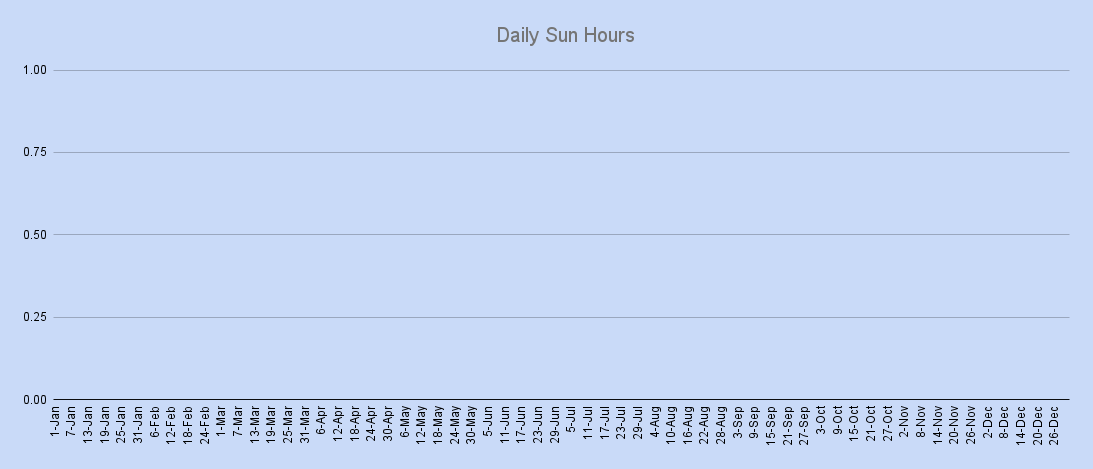 Daily Sun Hours
1.00
0.75
0.50
0.25
0.00
1-Jan
7-Jan
13-Jan
19-Jan
25-Jan
31-Jan
6-Feb
12-Feb
18-Feb
24-Feb
1-Mar
7-Mar
13-Mar
19-Mar
25-Mar
31-Mar
6-Apr
12-Apr
18-Apr
24-Apr
30-Apr
6-May
12-May
18-May
24-May
30-May
5-Jun
11-Jun
17-Jun
23-Jun
29-Jun
5-Jul
11-Jul
17-Jul
23-Jul
29-Jul
4-Aug
10-Aug
16-Aug
22-Aug
28-Aug
3-Sep
9-Sep
15-Sep
21-Sep
27-Sep
3-Oct
9-Oct
15-Oct
21-Oct
27-Oct
2-Nov
8-Nov
14-Nov
20-Nov
26-Nov
2-Dec
8-Dec
14-Dec
20-Dec
26-Dec